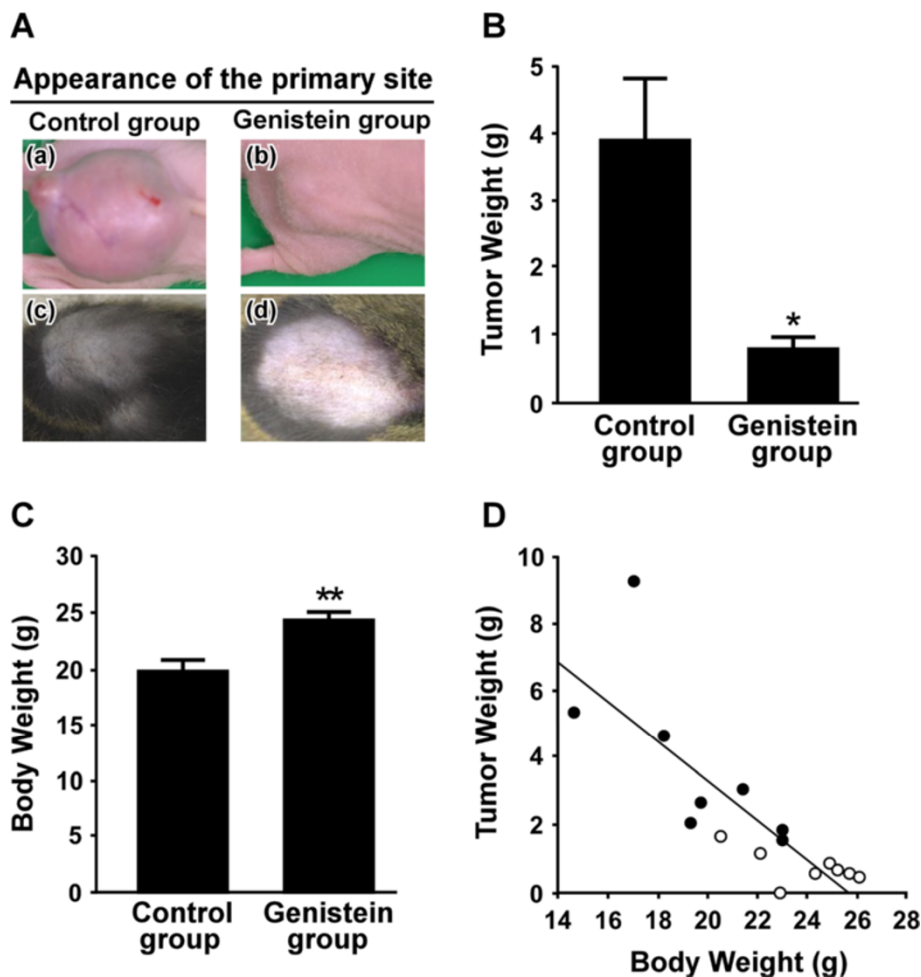 A
Appearance of the primary site
Control group
Genistein group
(a)
(b)
(c)
(d)
B
Tumor Weight (g)
5
4
3
2
1
0
*
Control
group
Genistein
group
C
Body Weight (g)
30
25
20
15
10
5
0
**
Control
group
Genistein
group
D
Tumor Weight (g)
10
8
6
4
2
0
14 16 18 20 22 24 26 28
Body Weight (g)